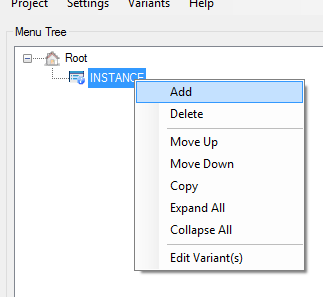 Project Settings Variants Help
Menu Tree
Root
INSTANCE
Add
Delete
Move Up
Move Down
Copy
Expand All
Collapse All
Edit Variant(s)